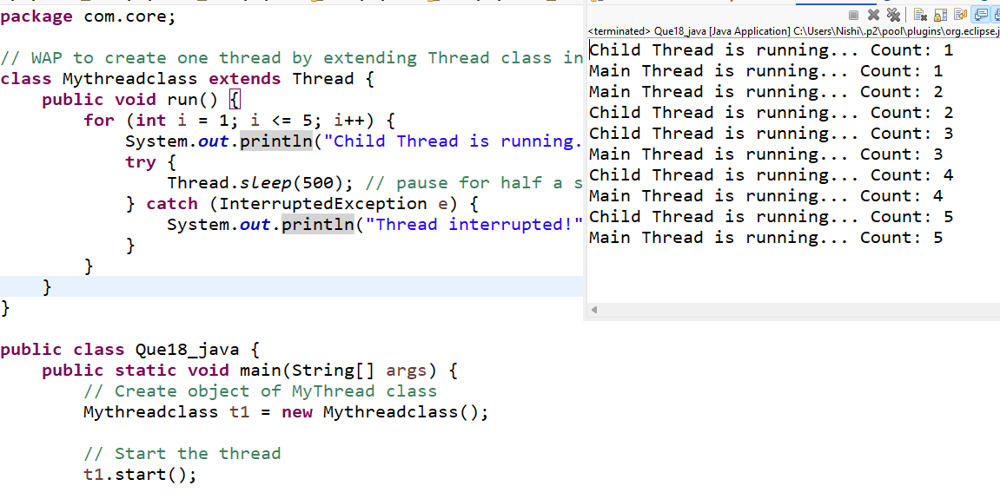 package com.core;
// WAP to create one thread by extending Thread class in
class Mythreadclass extends Thread {
public void run() {
for (int i = 1; i <= 5; i++) {
System.out.println("Child Thread is running.
try {
Thread.sleep(500); // pause for half a s
} catch (InterruptedException e) {
System.out.println("Thread interrupted!"
}
}
}
}
public class Que18_java {
public static void main(String[] args) {
// Create object of MyThread class
Mythreadclass t1 = new Mythreadclass();
// Start the thread
t1.start();
<terminated> Que18_java [Java Application] C:\Users\Nishi\.p2\pool\plugins\org.eclipse.j
Child Thread is running... Count: 1
Main Thread is running... Count: 1
Main Thread is running... Count: 2
Child Thread is running... Count: 2
Child Thread is running... Count: 3
Main Thread is running... Count: 3
Child Thread is running... Count: 4
Main Thread is running... Count: 4
Child Thread is running... Count: 5
Main Thread is running... Count: 5